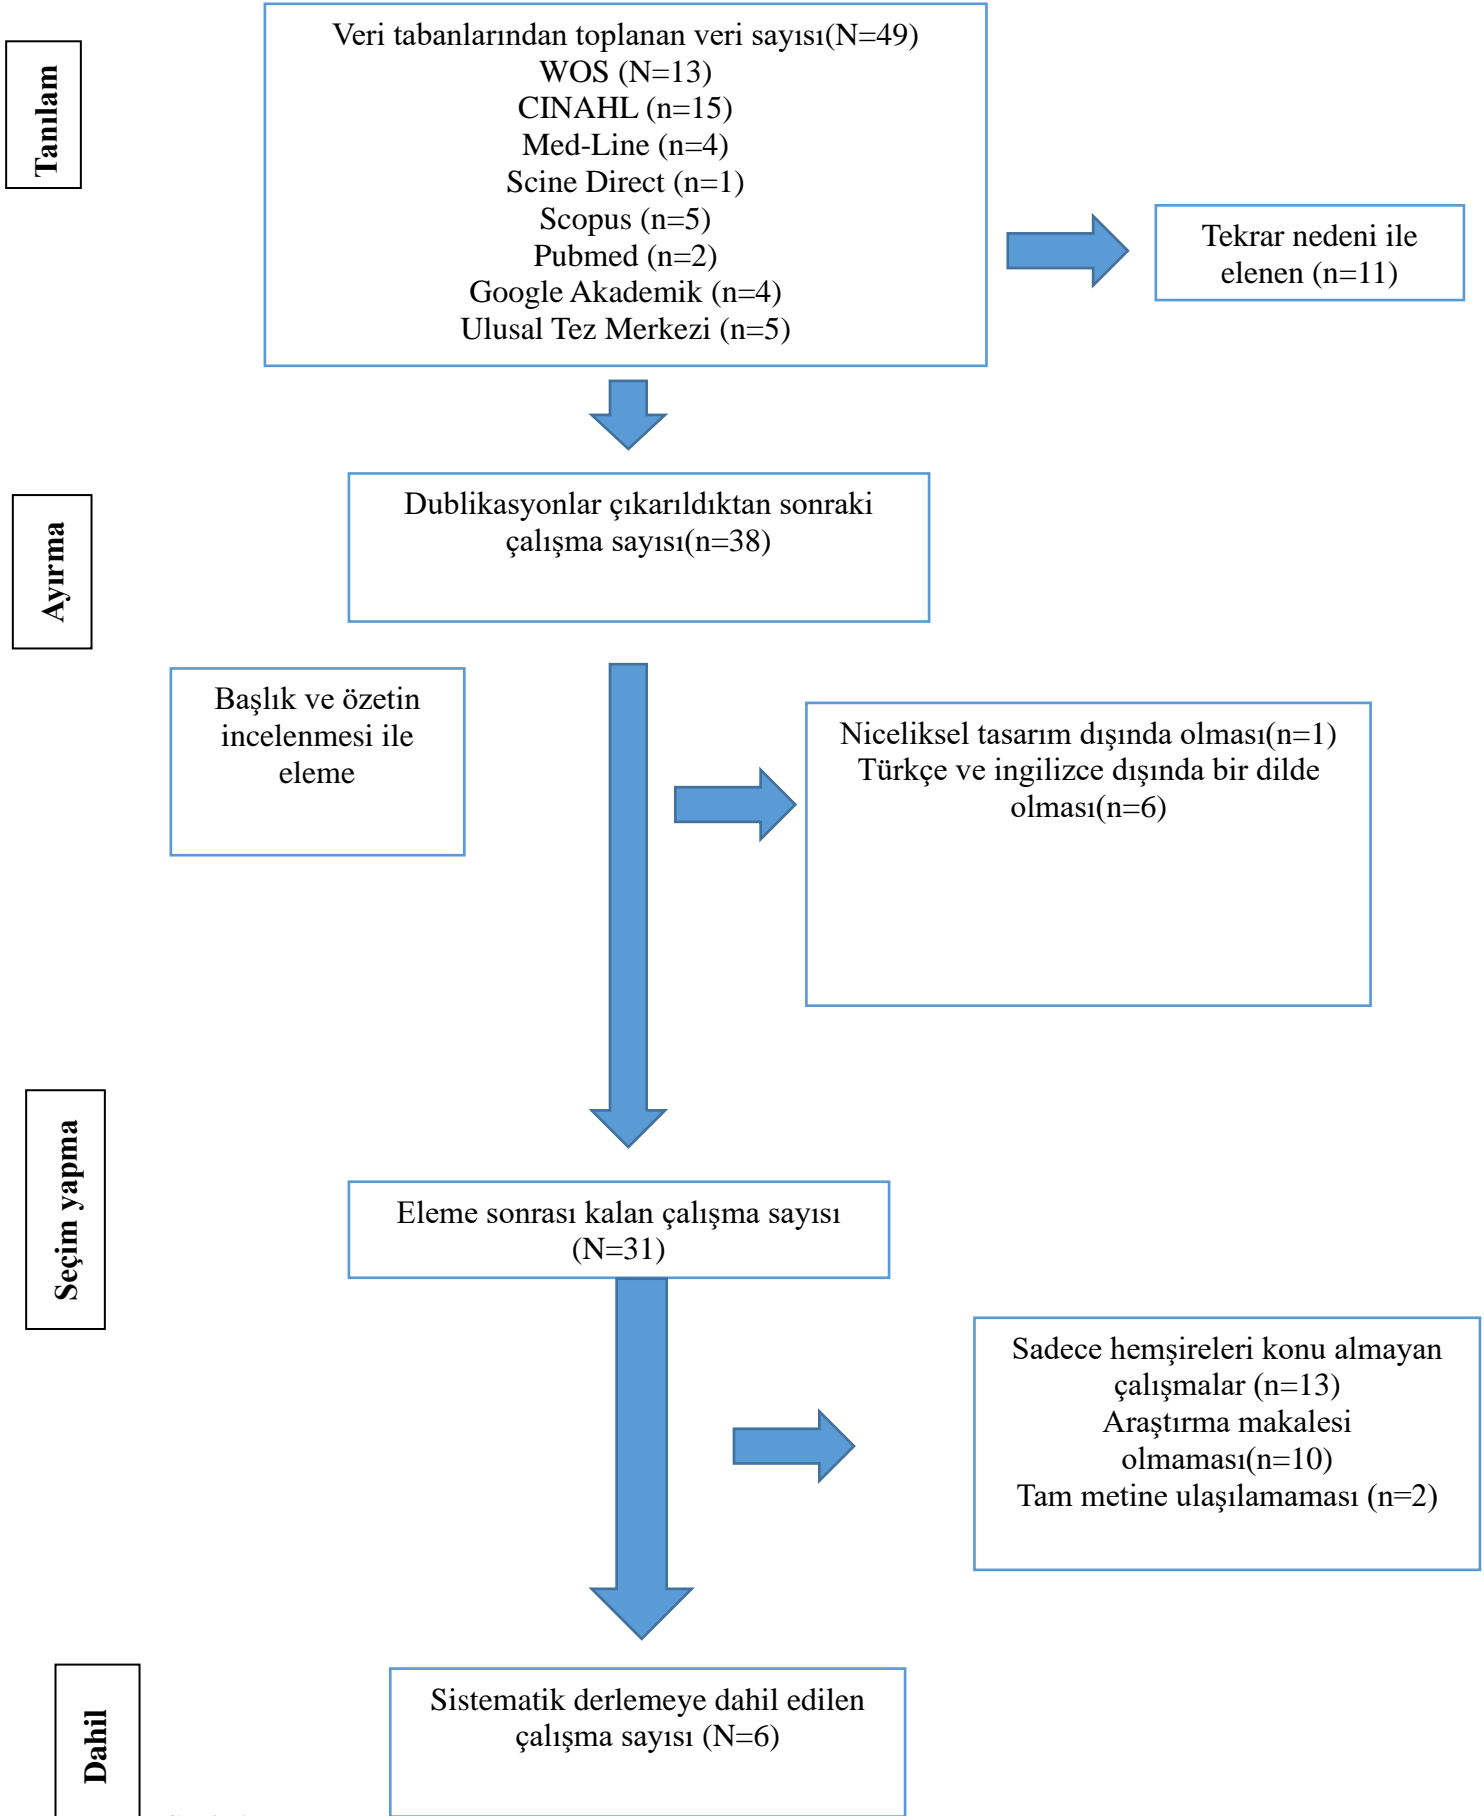 Tanılam
Veri tabanlarından toplanan veri sayısı(N=49)
WOS (N=13)
CINAHL (n=15)
Med-Line (n=4)
Scine Direct (n=1)
Scopus (n=5)
Pubmed (n=2)
Google Akademik (n=4)
Ulusal Tez Merkezi (n=5)
Tekrar nedeni ile
elenen (n=11)
Ayırma
Dublikasyonlar çıkarıldıktan sonraki
çalışma sayısı(n=38)
Başlık ve özetin
incelenmesi ile
eleme
Niceliksel tasarım dışında olması(n=1)
Türkçe ve ingilizce dışında bir dilde
olması(n=6)
Seçim yapma
Eleme sonrası kalan çalışma sayısı
(N=31)
Sadece hemşireleri konu almayan
çalışmalar (n=13)
Araştırma makalesi
olmaması(n=10)
Tam metine ulaşılamaması (n=2)
Dahil
Sistematik derlemeye dahil edilen
çalışma sayısı (N=6)